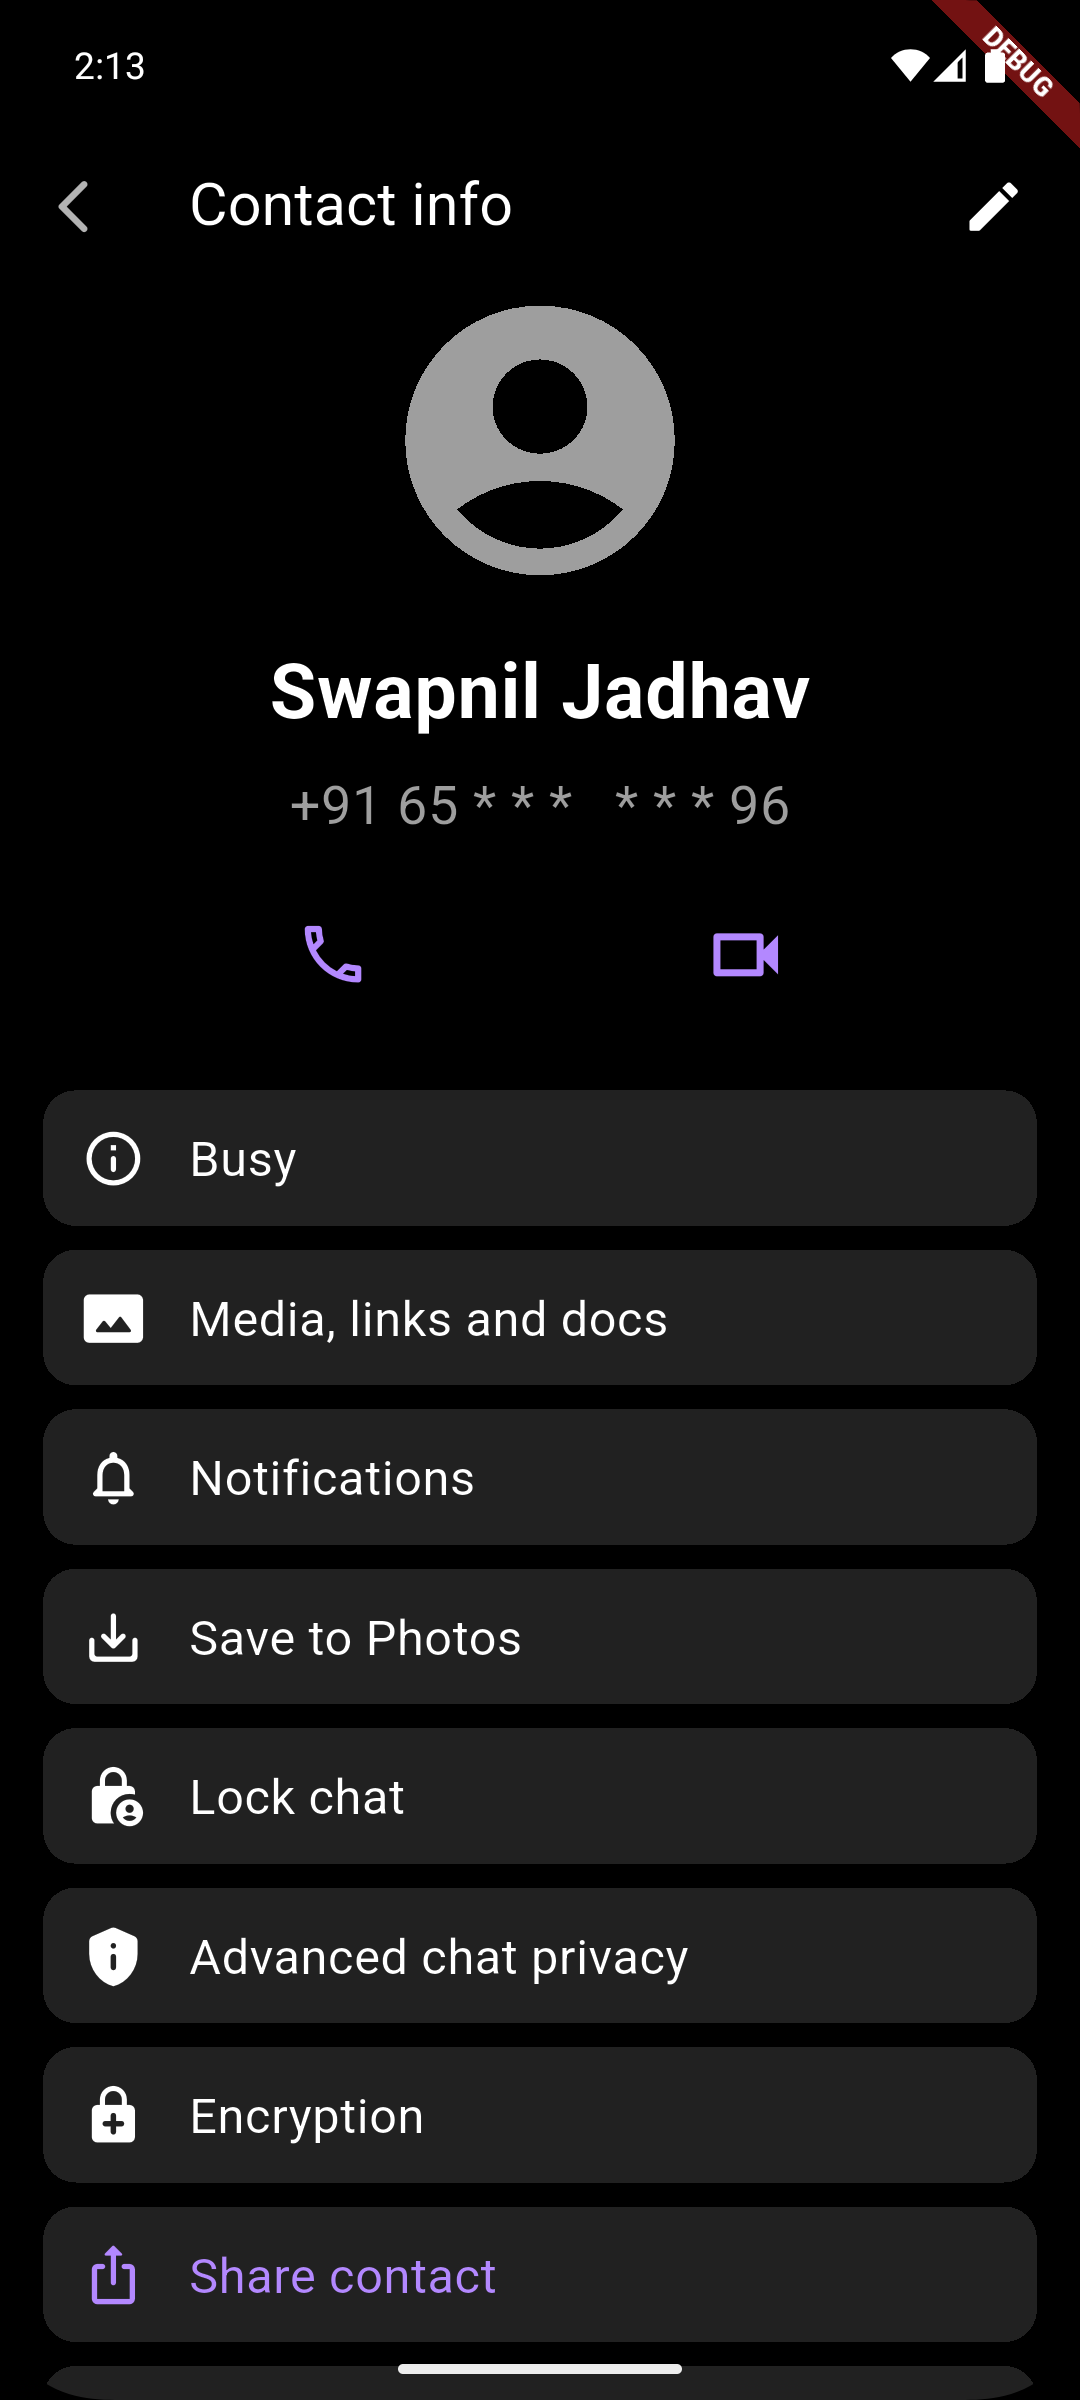 2:13
DEBUG
Contact info
Swapnil Jadhav
+91 65 * * *   * * * 96
Busy
Media, links and docs
Notifications
Save to Photos
Lock chat
Advanced chat privacy
Encryption
Share contact